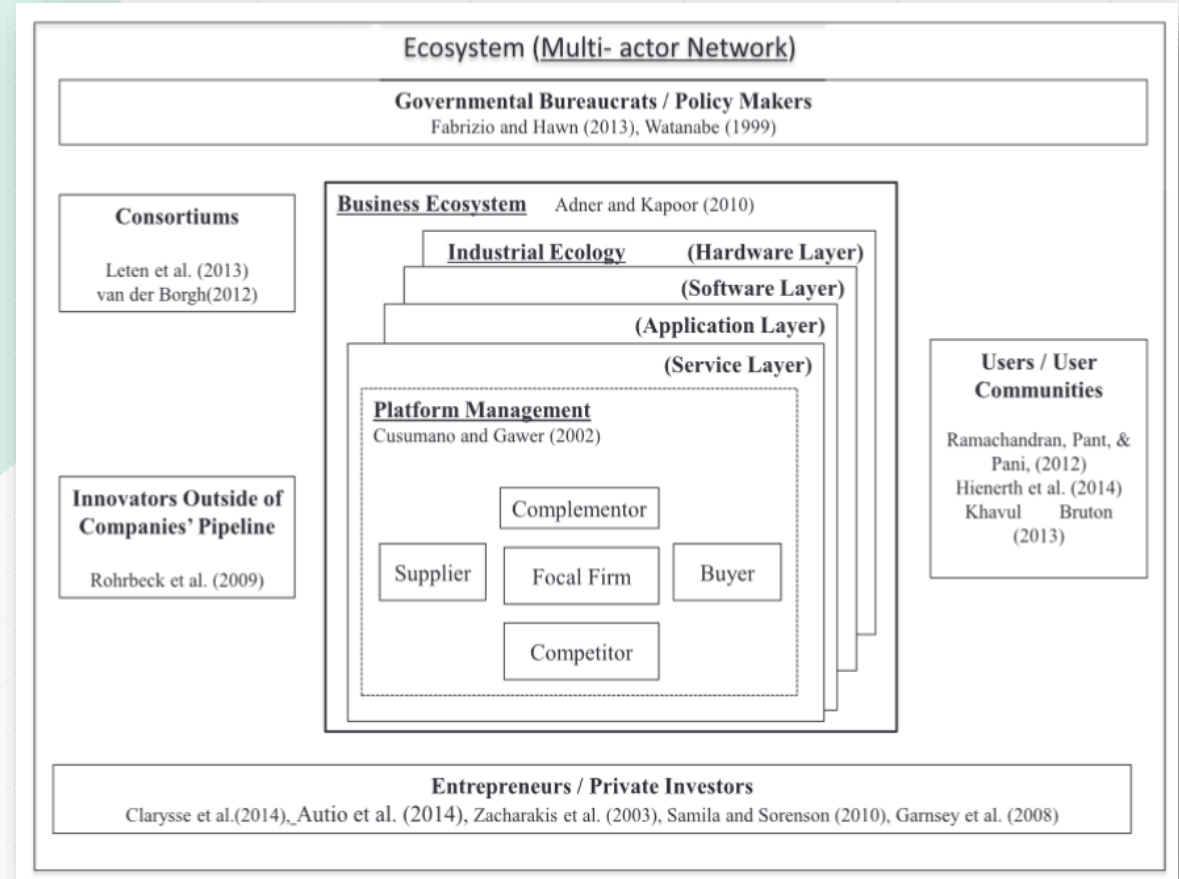 Ecosystem (Multi- actor Network)
Governmental Bureaucrats / Policy Makers
Fabrizio and Hawn (2013), Watanabe (1999)
Consortiums
Leten et al. (2013)
van der Borgh(2012)
Innovators Outside of
Companies' Pipeline
Rohrbeck et al. (2009)
Business Ecosystem Adner and Kapoor (2010)
Industrial Ecology (Hardware Layer)
(Software Layer)
(Application Layer)
(Service Layer)
Platform Management
Cusumano and Gawer (2002)
Complementor
Supplier
Focal Firm
Buyer
Competitor
Users / User
Communities
Ramachandran, Pant, &
Pani, (2012)
Hienerth et al. (2014)
Khavul Bruton
(2013)
Entrepreneurs / Private Investors
Clarysse et al.(2014), Autio et al. (2014), Zacharakis et al. (2003), Samila and Sorenson (2010), Garnsey et al. (2008)